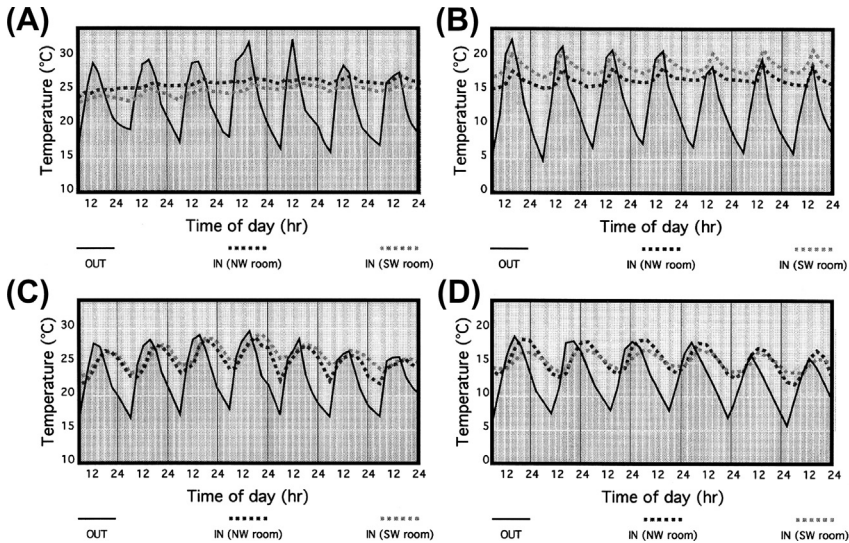 (A)
Temperature (°C)
30
25
20
15
10
12 24 12 24 12 24 12 24 12 24 12 24 12 24
Time of day (hr)
OUT IN (NW room) IN (SW room)
(B)
Temperature (°C)
20
15
10
5
0
12 24 12 24 12 24 12 24 12 24 12 24 12 24
Time of day (hr)
OUT IN (NW room) IN (SW room)
(C)
Temperature (°C)
30
25
20
15
10
12 24 12 24 12 24 12 24 12 24 12 24 12 24
Time of day (hr)
OUT IN (NW room) IN (SW room)
(D)
Temperature (°C)
20
15
10
5
0
12 24 12 24 12 24 12 24 12 24 12 24 12 24
Time of day (hr)
OUT IN (NW room) IN (SW room)